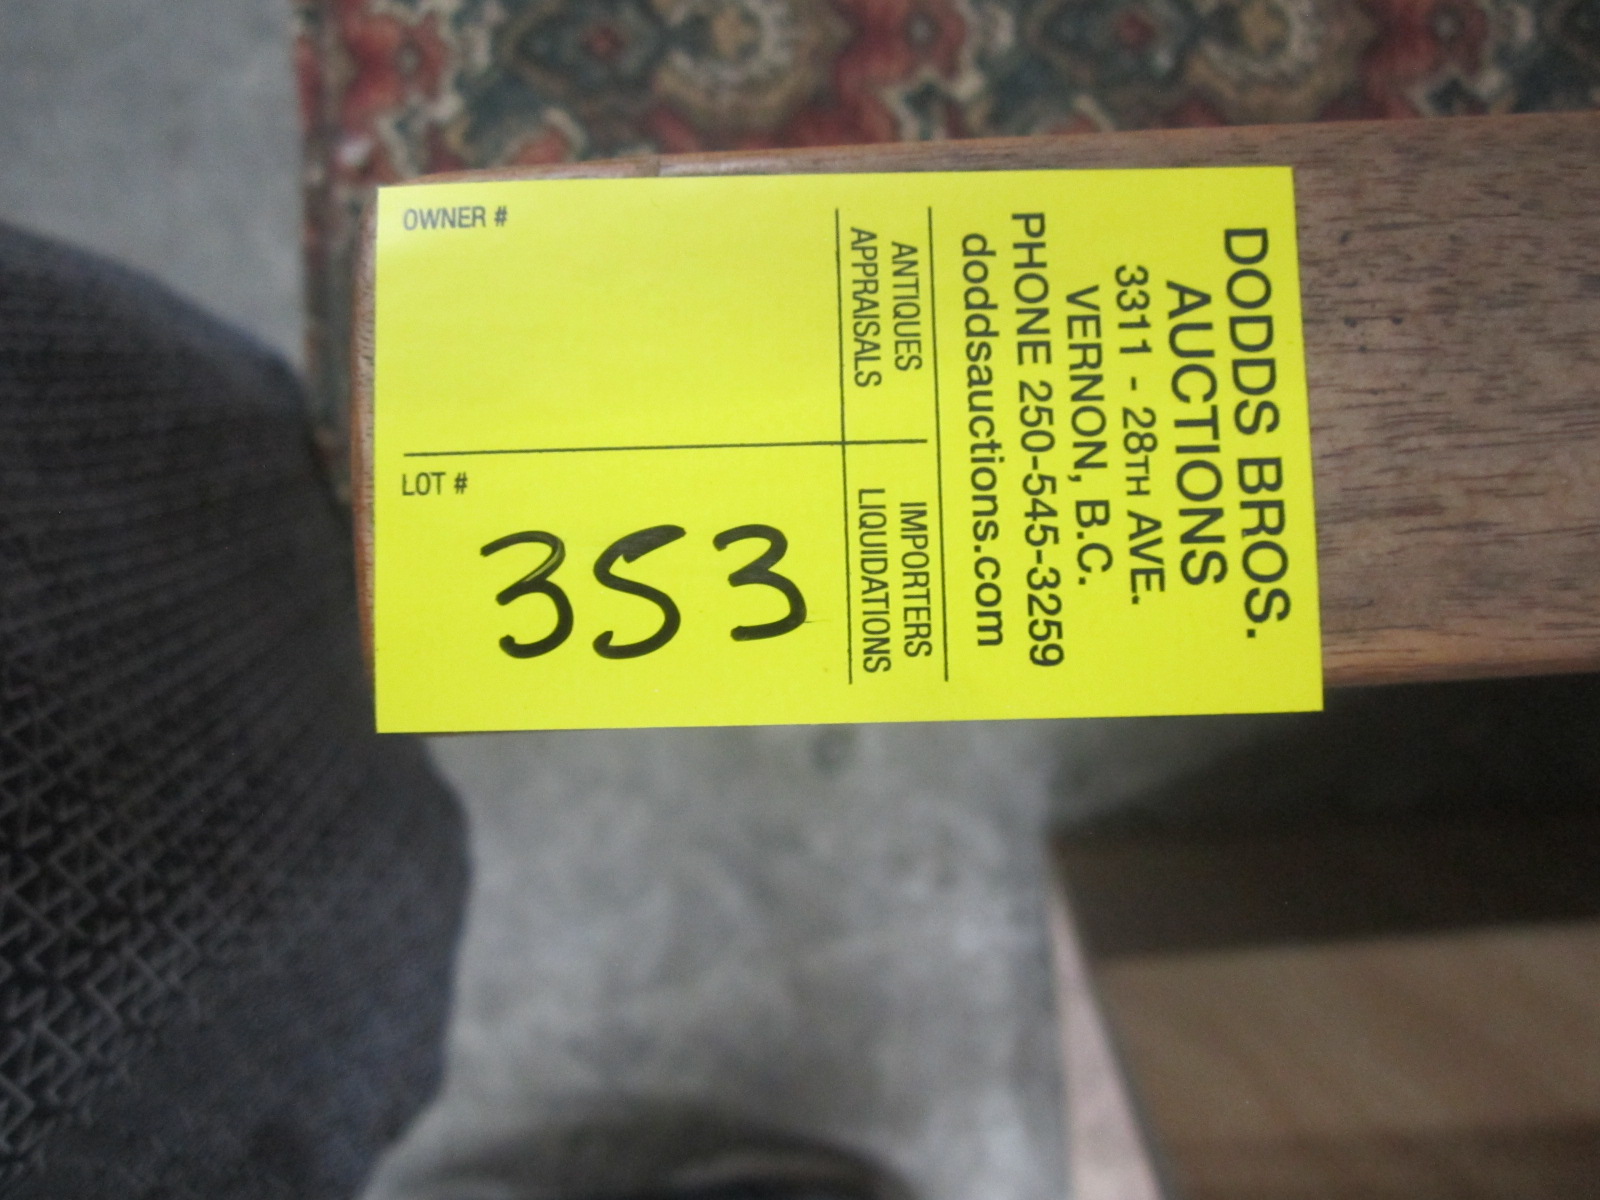 DODDS BROS.
AUCTIONS
3311 - 28TH AVE.
VERNON, B.C.
PHONE 250-545-3259
doddsauctions.com
ANTIQUES
APPRAISALS
IMPORTERS
LIQUIDATIONS
OWNER #
LOT #
353